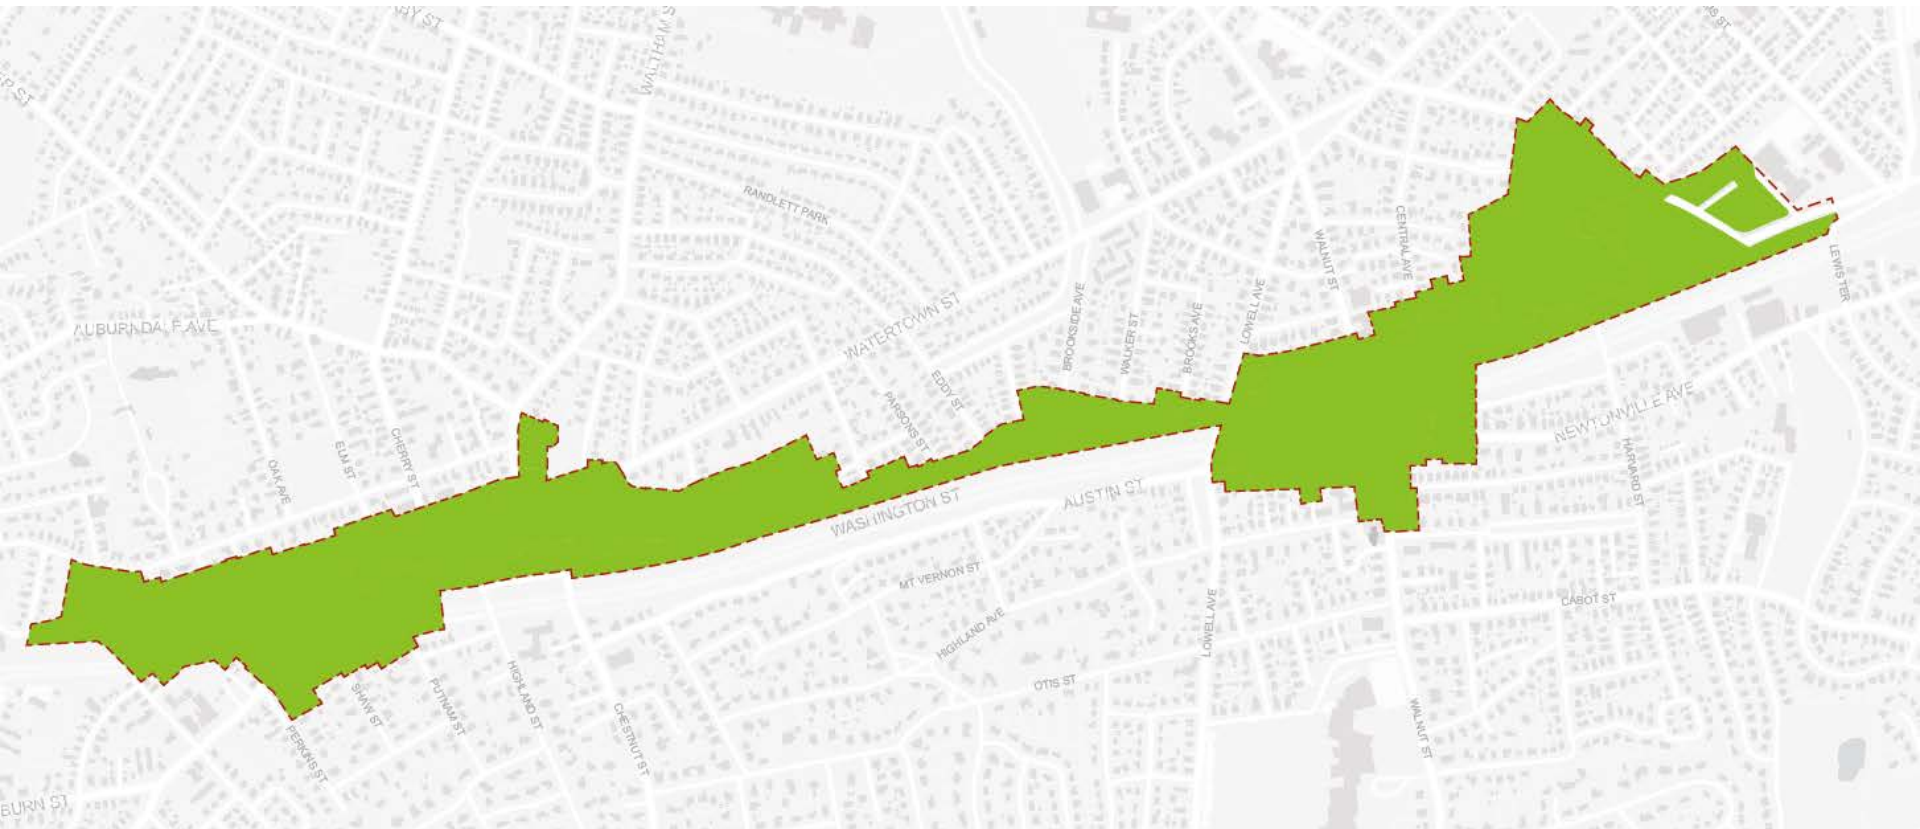 WALTHAM S
RANDLETT PARK
CENTRAL AVE
WALNUT ST
LEWIS TER
BROOKSIDE AVE
LOWELL AVE
WATERTOWN ST
WALKER ST
BROOKS AVE
AUBURNDALE AVE
EDDY ST
PARSONS ST
NEWTONVILLE AVE
CHERRY ST
ELM ST
OAK AVE
HARVARD ST
AUSTIN ST
WASHINGTON ST
MT VERNON ST
CABOT ST
LOWELL AVE
HIGHLAND AVE
OTIS ST
HIGHLAND ST
PUTNAM ST
SHAW ST
CHESTNUT ST
WALNUT ST
PERKINS ST
BURN ST